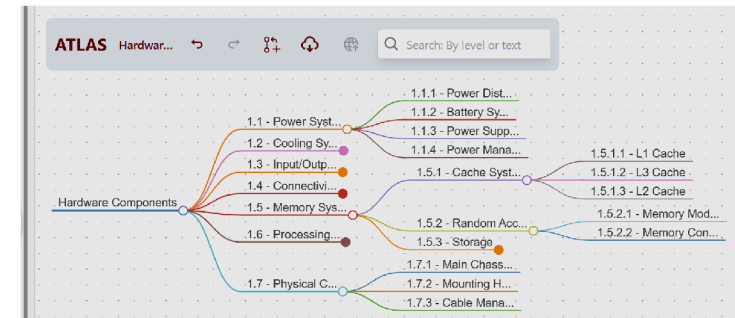 ATLAS Hardwar... Search: By level or text
1.1.1 - Power Dist...
1.1.2 - Battery Sy...
1.1 - Power Syst...
1.1.3 - Power Supp...
1.2 - Cooling Sy...
1.1.4 - Power Mana...
1.3 - Input/Outp...
1.5.1 - Cache Syst...
1.5.1.1 - L1 Cache
1.5.1.2 - L3 Cache
1.4 - Connectivi...
1.5.1.3 - L2 Cache
Hardware Components
1.5 - Memory Sys...
1.5.2 - Random Acc...
1.5.2.1 - Memory Mod...
1.5.2.2 - Memory Con...
1.6 - Processing...
1.5.3 - Storage
1.7.1 - Main Chass...
1.7 - Physical C...
1.7.2 - Mounting H...
1.7.3 - Cable Mana...